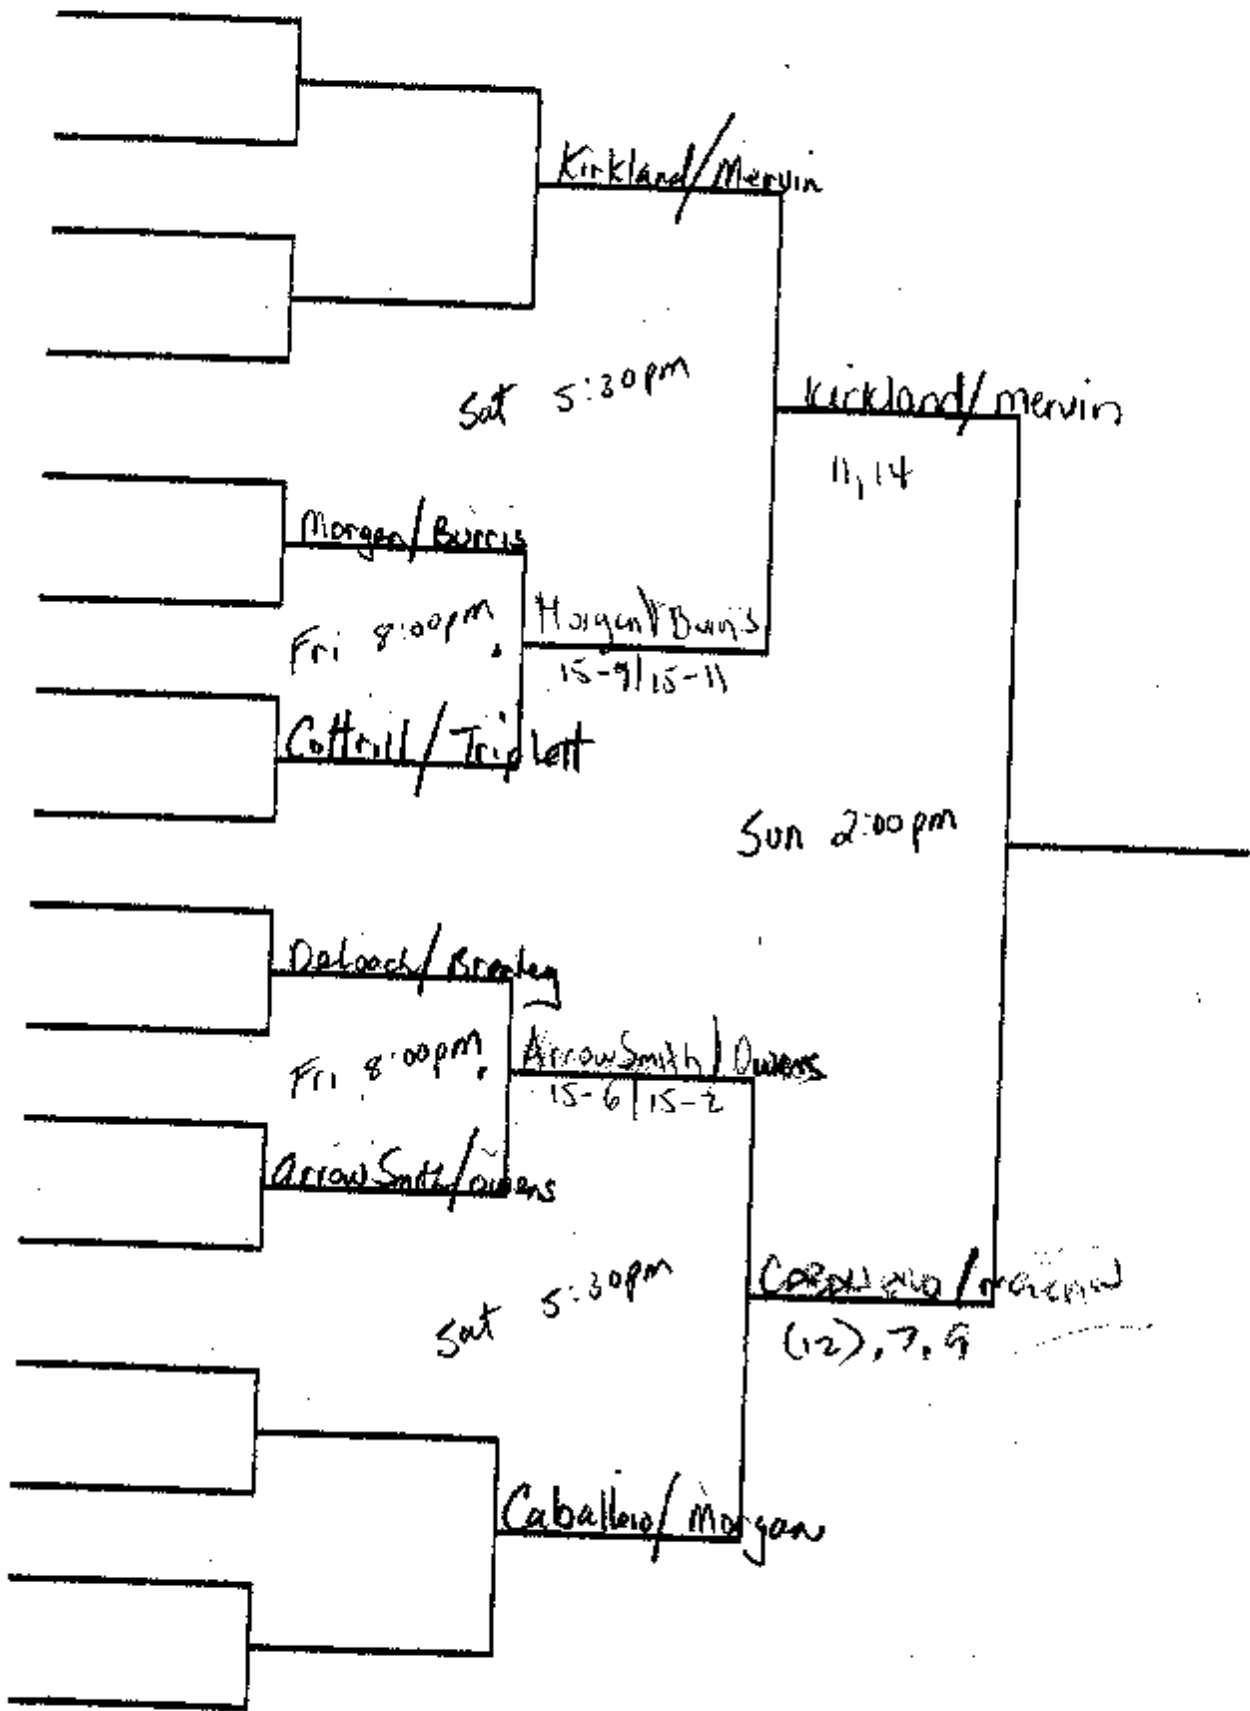 Kirkland/Mervin
Sat 5:30pm
Kirkland/Mervin
11, 14
Morgan/Burris
Fri 8:00pm
Morgan/Burris
15-9/15-11
Cottrill/Triplett
Sun 2:00pm
DeLoach/
Fri 8:00pm
ArrowSmith/Owens
15-6/15-2
ArrowSmith/Owens
Sat 5:30pm
(12), 7, 9
Caballero/Morgan